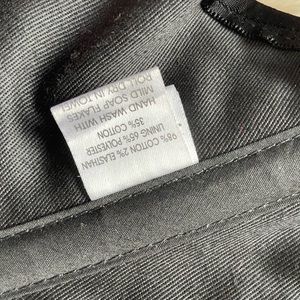 98% COTTON 2% ELASTHAN
LINING 65% POLYESTER
35% COTTON
HAND WASH WITH
MILD SOAP FLAKES
ROLL DRY IN TOWEL